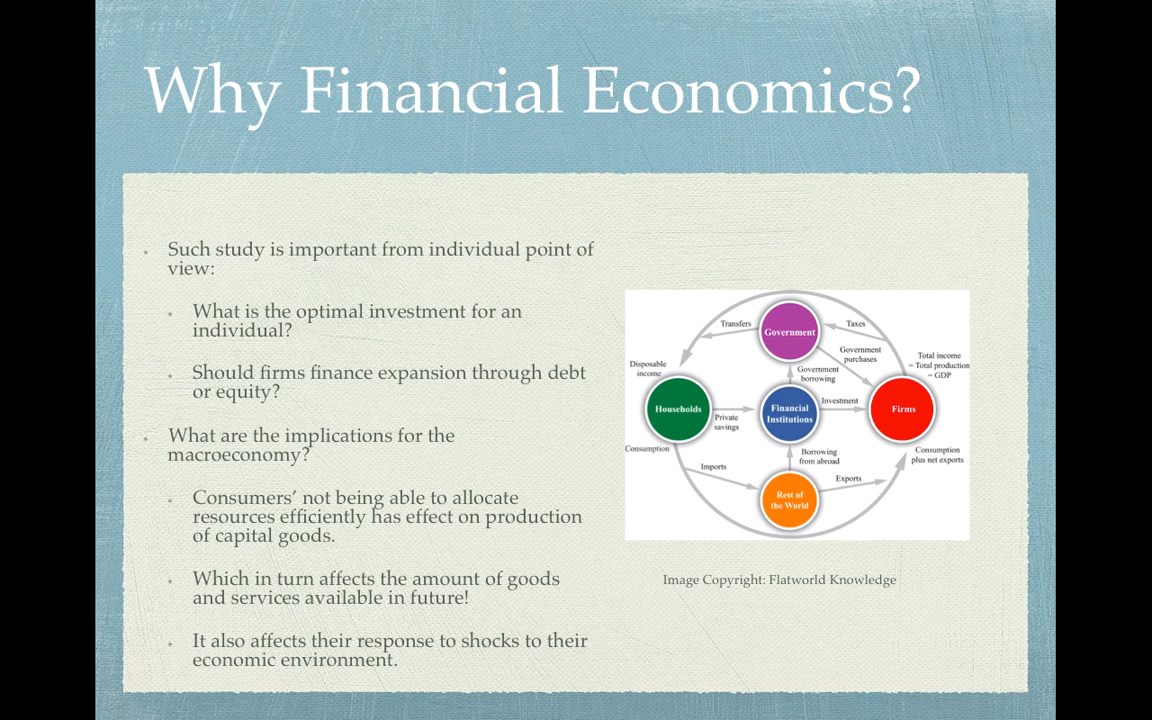 Why Financial Economics?
Such study is important from individual point of
view:
What is the optimal investment for an
individual?
Should firms finance expansion through debt
or equity?
What are the implications for the
macroeconomy?
Consumers’ not being able to allocate
resources efficiently has effect on production
of capital goods.
Which in turn affects the amount of goods
and services available in future!
It also affects their response to shocks to their
economic environment.
Government
Transfers
Taxes
Government
purchases
Disposable
income
Government
borrowing
Total income
= Total production
= GDP
Households
Private
savings
Financial
Institutions
Investment
Firms
Consumption
Borrowing
from abroad
Consumption
plus net exports
Imports
Exports
Rest of
the World
Image Copyright: Flatworld Knowledge